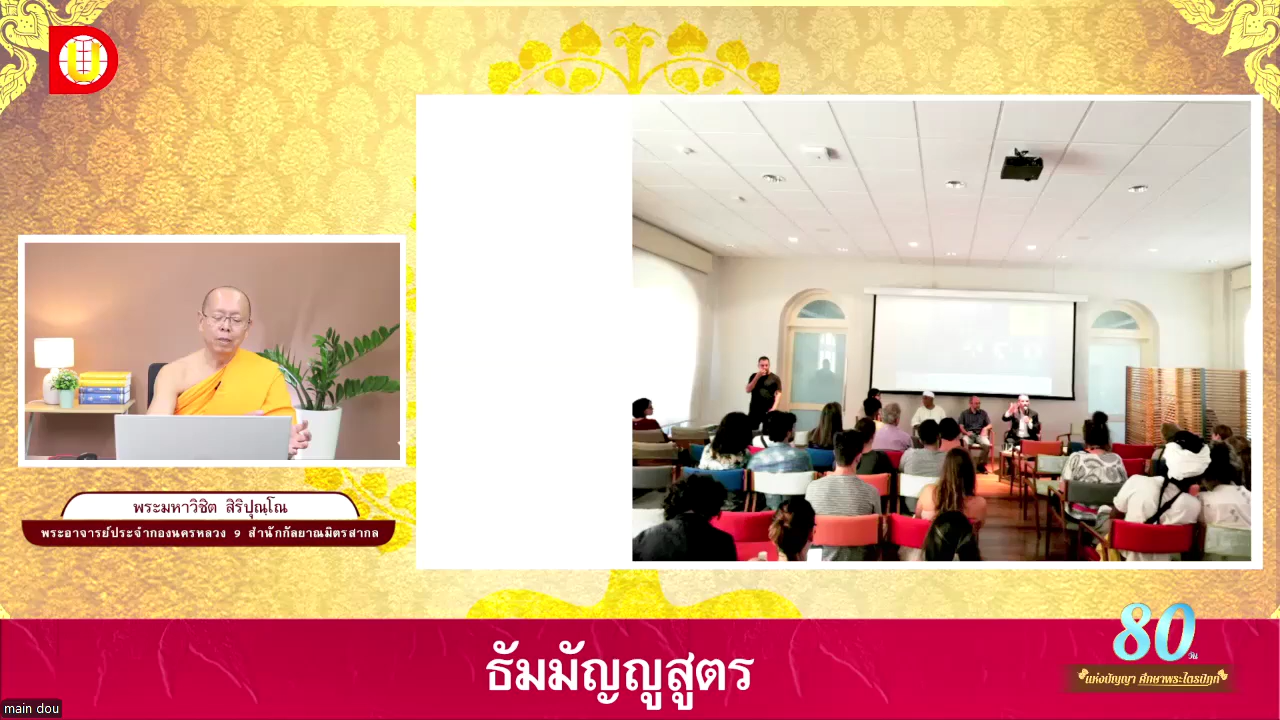 U
พระมหาวิชิต สิริปุณฺโณ
พระอาจารย์ประจำกองนครหลวง 9 สำนักกัลยาณมิตรสากล
ธัมมัญญูสูตร
80 วัน
แห่งปัญญา ศึกษาพระไตรปิฎก
main dou